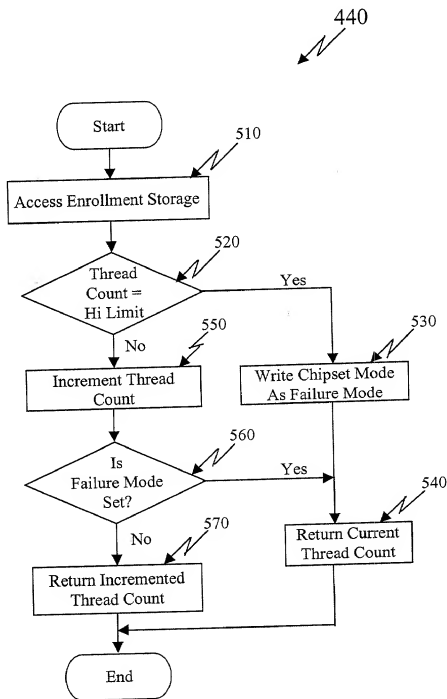 440
Start
510
Access Enrollment Storage
520
Thread
Count =
Hi Limit
Yes
No
550
530
Increment Thread
Count
Write Chipset Mode
As Failure Mode
560
Is
Failure Mode
Set?
Yes
No
570
540
Return Current
Thread Count
Return Incremented
Thread Count
End